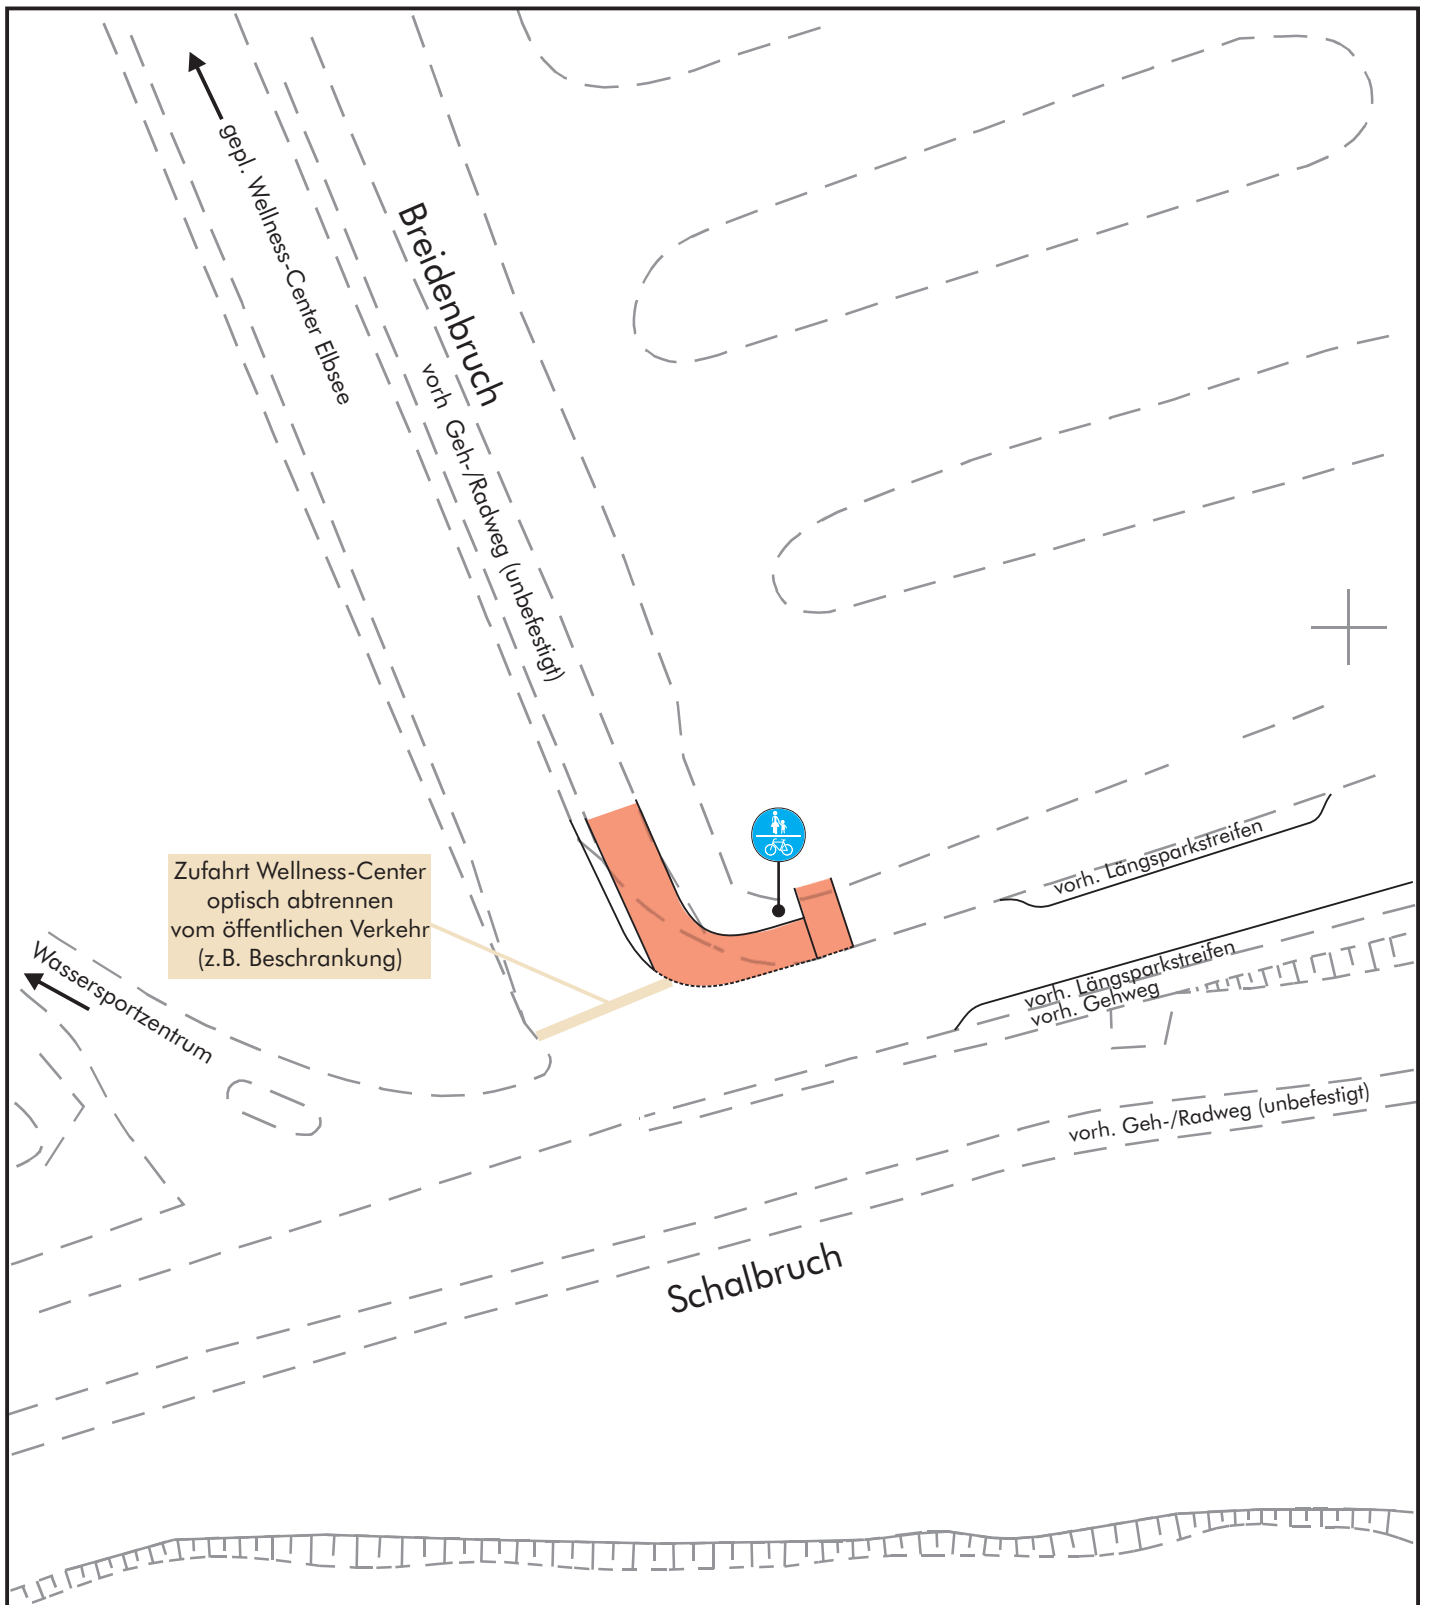 gepl. Wellness-Center Elbsee
Breidenbruch
vorh Geh-/Radweg (unbefestigt)
vorh. Längsparkstreifen
Zufahrt Wellness-Center
optisch abtrennen
vom öffentlichen Verkehr
(z.B. Beschrankung)
Wassersportzentrum
vorh. Längsparkstreifen
vorh. Gehweg
vorh. Geh-/Radweg (unbefestigt)
Schalbruch